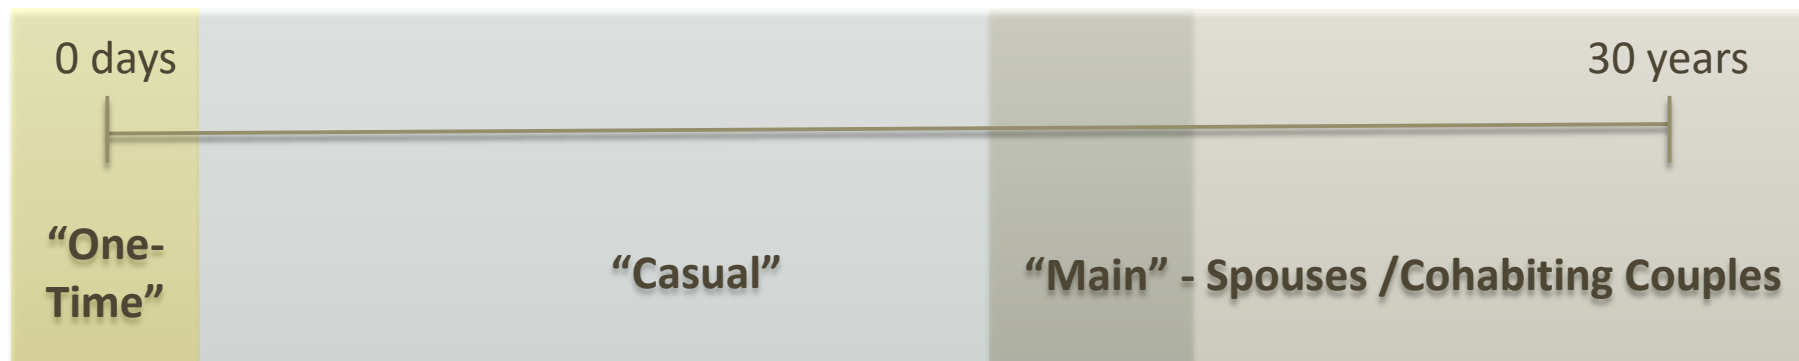 0 days
30 years
“One-
Time”
“Casual”
“Main” - Spouses /Cohabiting Couples